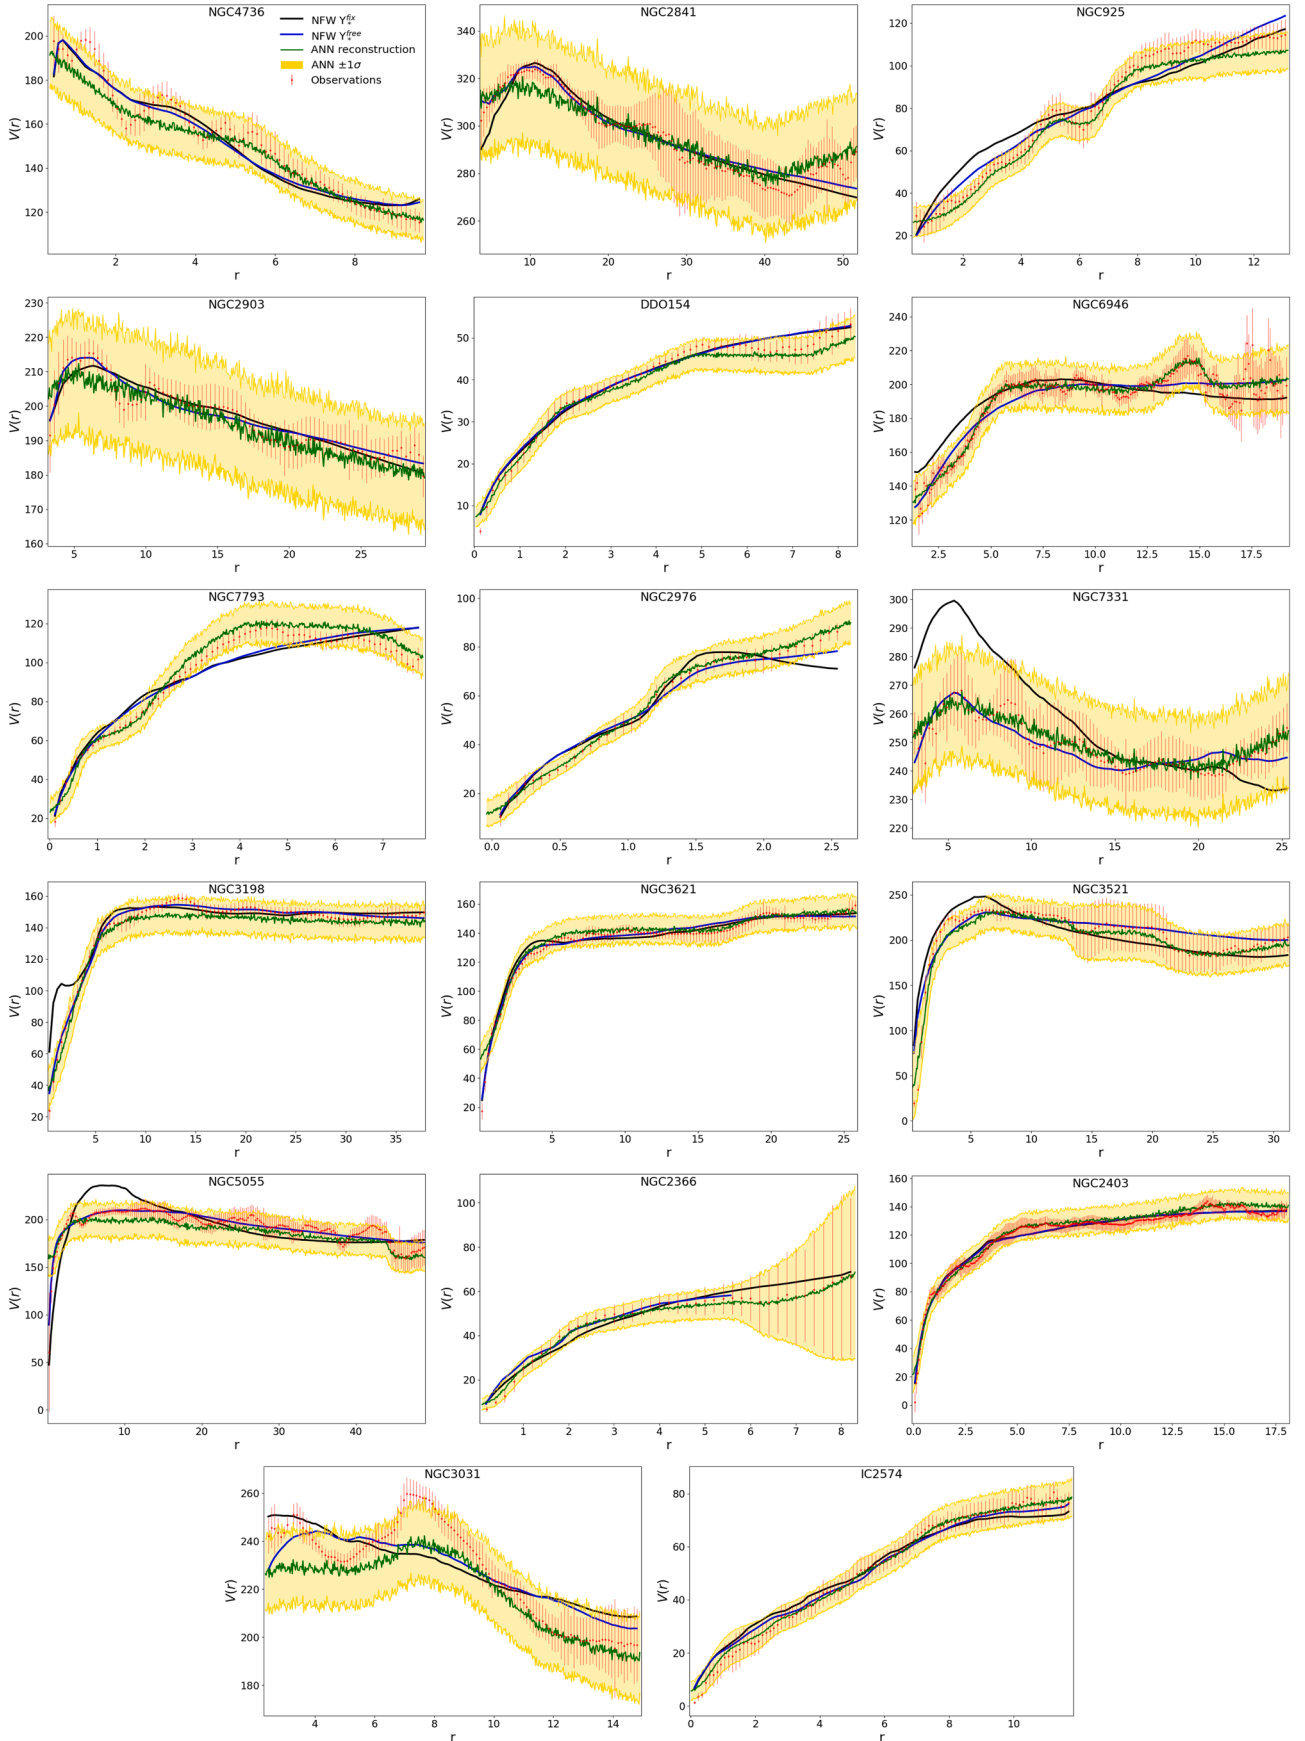 NGC4736
NFW Υ*^fix
NFW Υ*^free
ANN reconstruction
ANN ±1σ
Observations
200
180
160
140
120
V(r)
2 4 6 8
r
NGC2841
340
320
300
280
260
V(r)
10 20 30 40 50
r
NGC925
120
100
80
60
40
20
V(r)
2 4 6 8 10 12
r
NGC2903
230
220
210
200
190
180
170
160
V(r)
5 10 15 20 25
r
DDO154
50
40
30
20
10
V(r)
0 1 2 3 4 5 6 7 8
r
NGC6946
240
220
200
180
160
140
120
V(r)
2.5 5.0 7.5 10.0 12.5 15.0 17.5
r
NGC7793
120
100
80
60
40
20
V(r)
0 1 2 3 4 5 6 7
r
NGC2976
100
80
60
40
20
V(r)
0.0 0.5 1.0 1.5 2.0 2.5
r
NGC7331
300
290
280
270
260
250
240
230
220
V(r)
5 10 15 20 25
r
NGC3198
160
140
120
100
80
60
40
20
V(r)
5 10 15 20 25 30 35
r
NGC3621
160
140
120
100
80
60
40
20
V(r)
5 10 15 20 25
r
NGC3521
250
200
150
100
50
0
V(r)
5 10 15 20 25 30
r
NGC5055
200
150
100
50
0
V(r)
10 20 30 40
r
NGC2366
100
80
60
40
20
V(r)
1 2 3 4 5 6 7 8
r
NGC2403
160
140
120
100
80
60
40
20
0
V(r)
0.0 2.5 5.0 7.5 10.0 12.5 15.0 17.5
r
NGC3031
260
240
220
200
180
V(r)
4 6 8 10 12 14
r
IC2574
80
60
40
20
0
V(r)
0 2 4 6 8 10
r